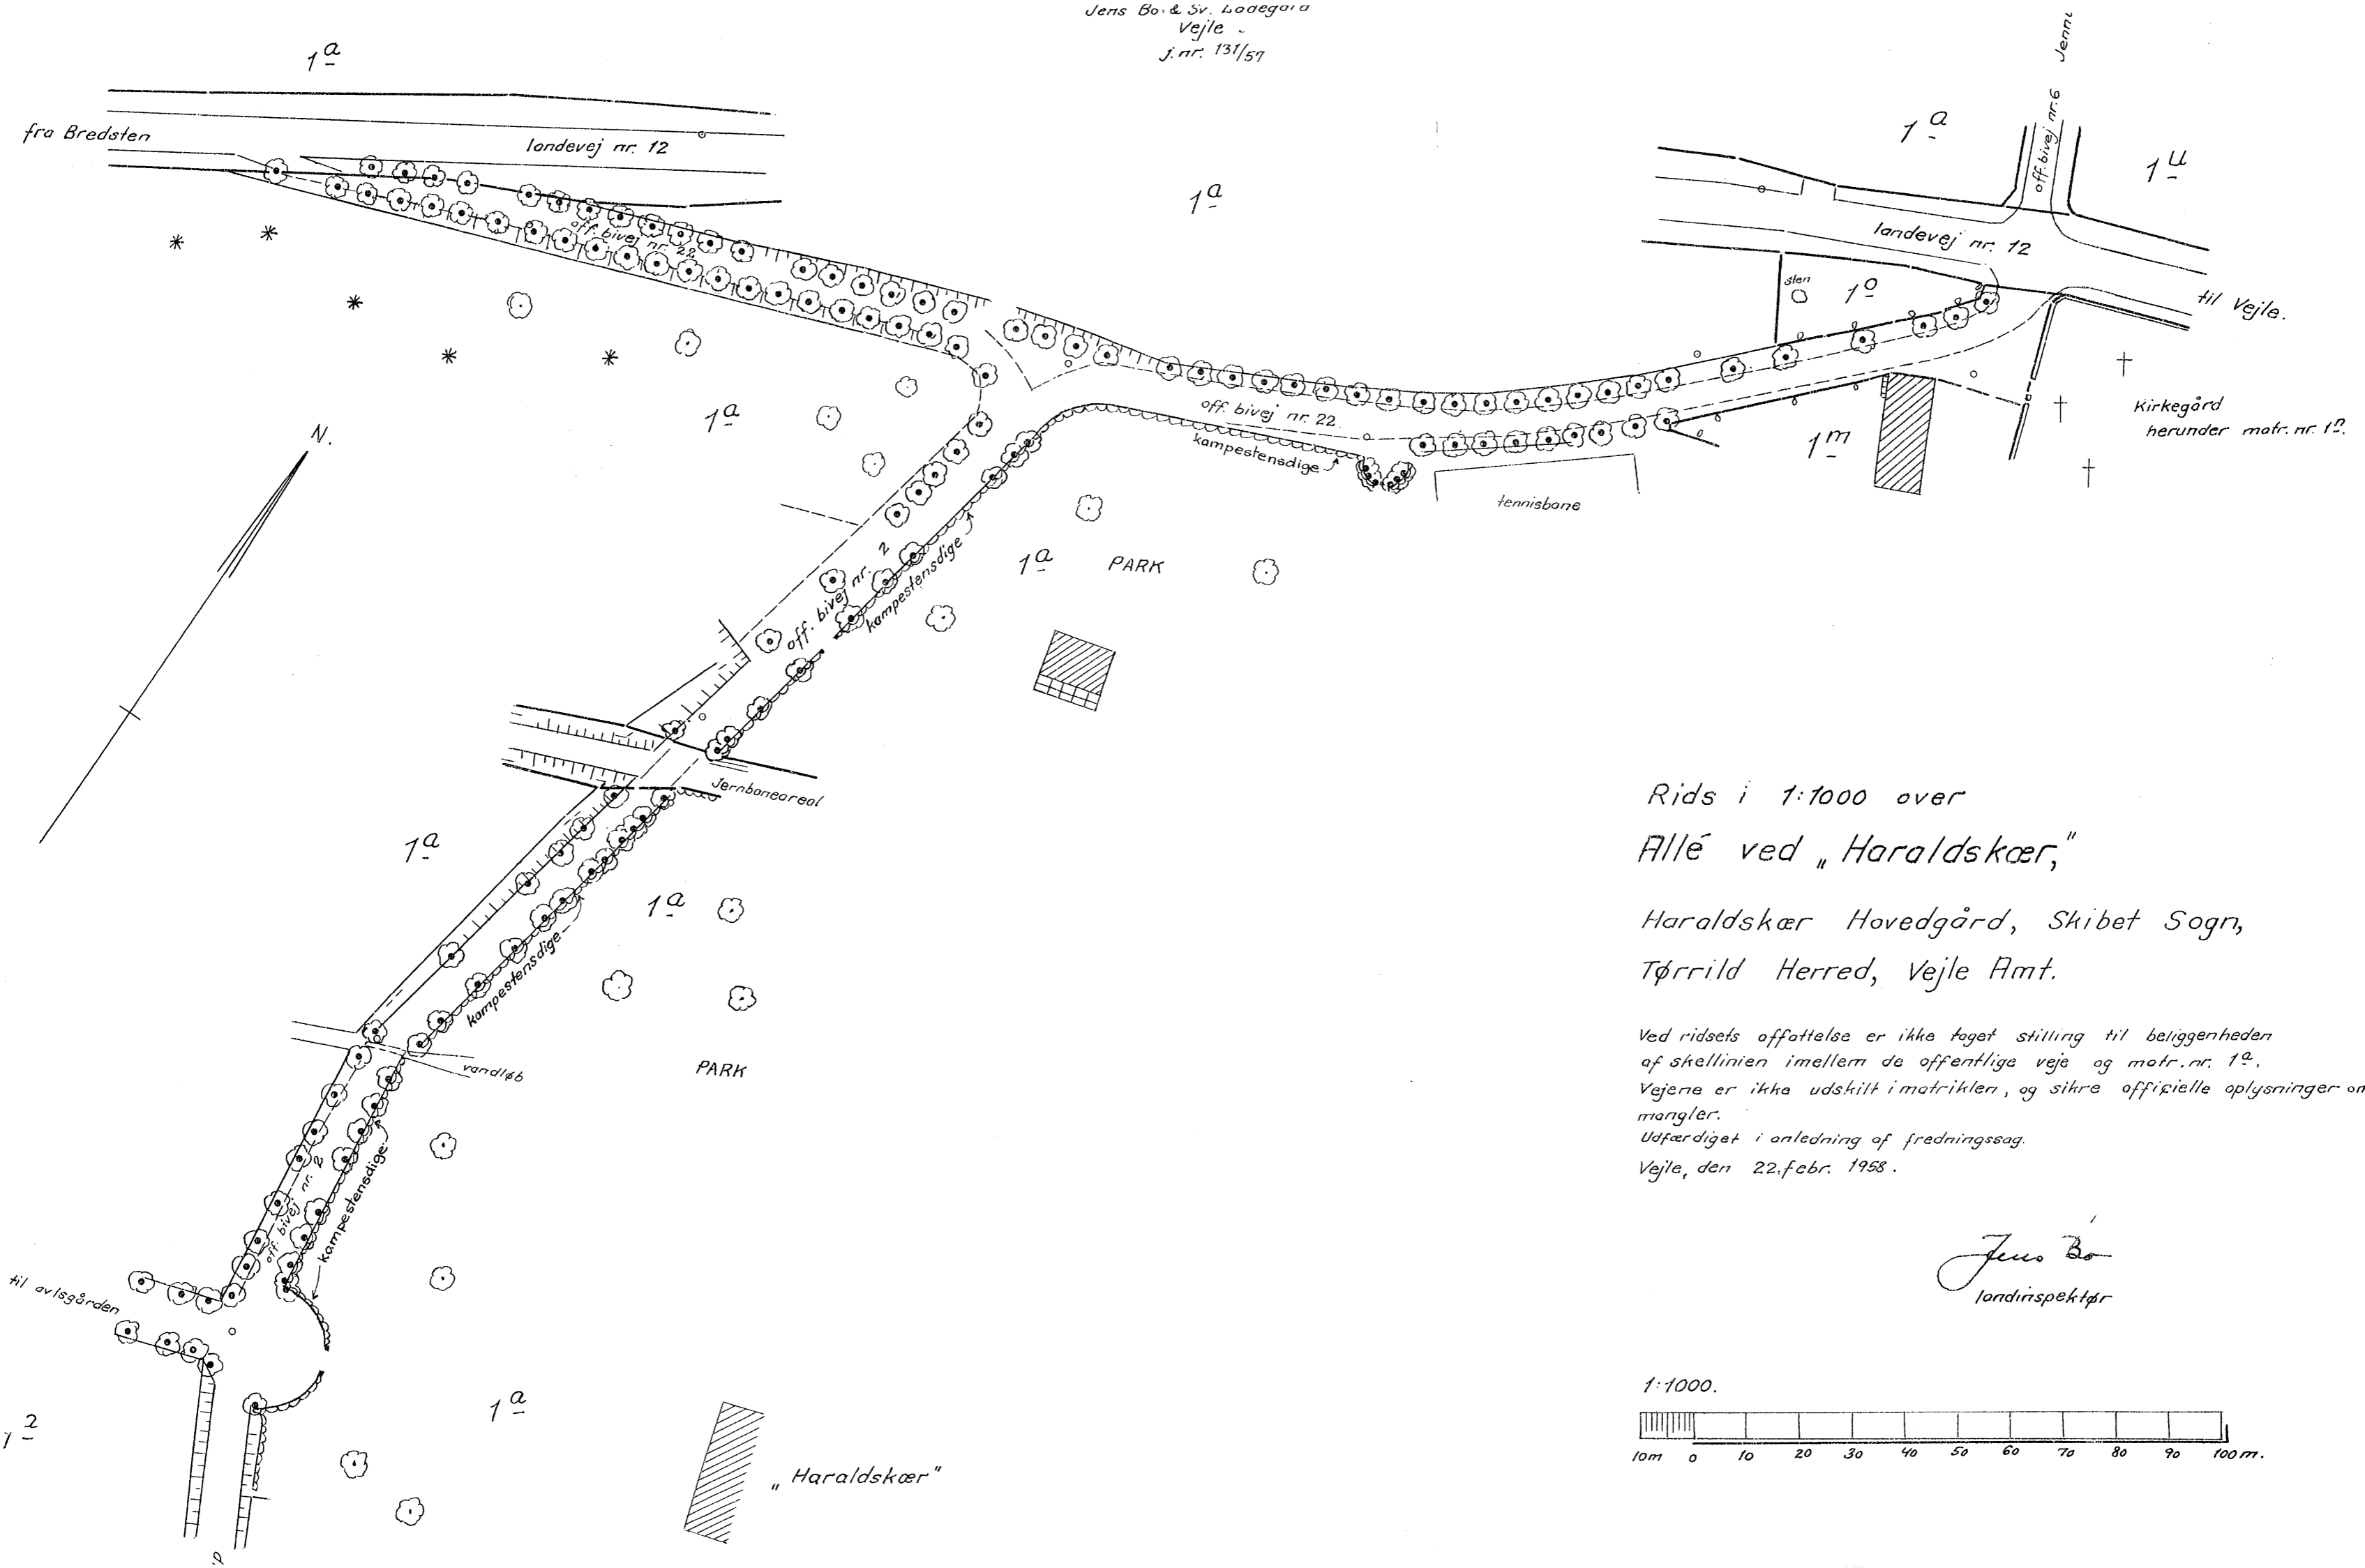 Jens Bo. & Sv. Ladegård
Vejle -
j. nr. 131/57
1a
fra Bredsten
landevej nr. 12
off. bivej nr. 22
1a
1a
off. bivej nr. 6
1u
landevej nr. 12
sten
1o
til Vejle.
1a
off. bivej nr. 22
kampestensdige
tennisbane
1m
Kirkegård
herunder matr. nr. 1n.
N.
off. bivej nr. 2
kampestensdige
1a
PARK
Jernbaneareal
1a
1a
kampestensdige
vandløb
PARK
off. bivej nr. 2
kampestensdige
til avlsgården
1a
„ Haraldskær"
Rids i 1:1000 over
Allé ved „ Haraldskær,"
Haraldskær Hovedgård, Skibet Sogn,
Tørrild Herred, Vejle Amt.
Ved ridsets affattelse er ikke taget stilling til beliggenheden
af skellinien imellem de offentlige veje og matr. nr. 1a.
Vejene er ikke udskilt i matriklen, og sikre officielle oplysninger om
mangler.
Udfærdiget i anledning af fredningssag.
Vejle, den 22. febr. 1958.
Jens Bo
landinspektør
1:1000.
10m 0 10 20 30 40 50 60 70 80 90 100 m.